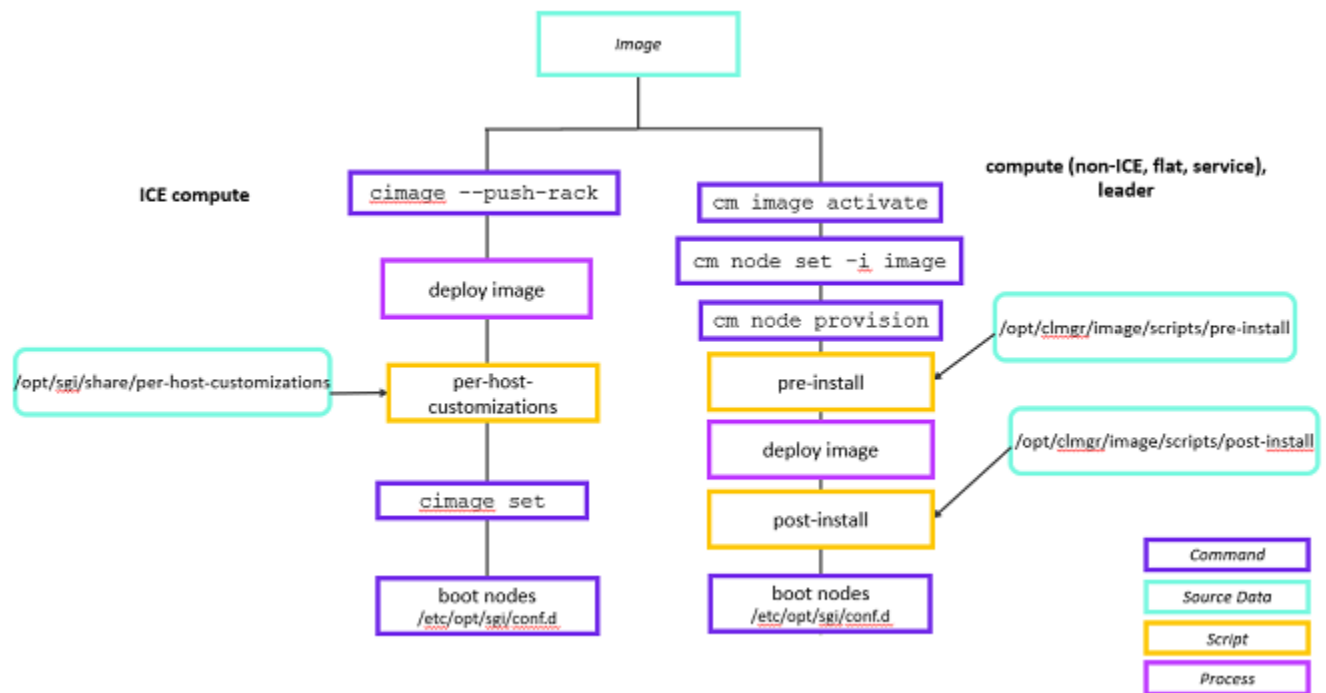 Image
ICE compute
compute (non-ICE, flat, service),
leader
cimage --push-rack
deploy image
/opt/sgi/share/per-host-customizations
per-host-
customizations
cimage set
boot nodes
/etc/opt/sgi/conf.d
cm image activate
cm node set -i image
cm node provision
/opt/clmgr/image/scripts/pre-install
pre-install
deploy image
/opt/clmgr/image/scripts/post-install
post-install
boot nodes
/etc/opt/sgi/conf.d
Command
Source Data
Script
Process